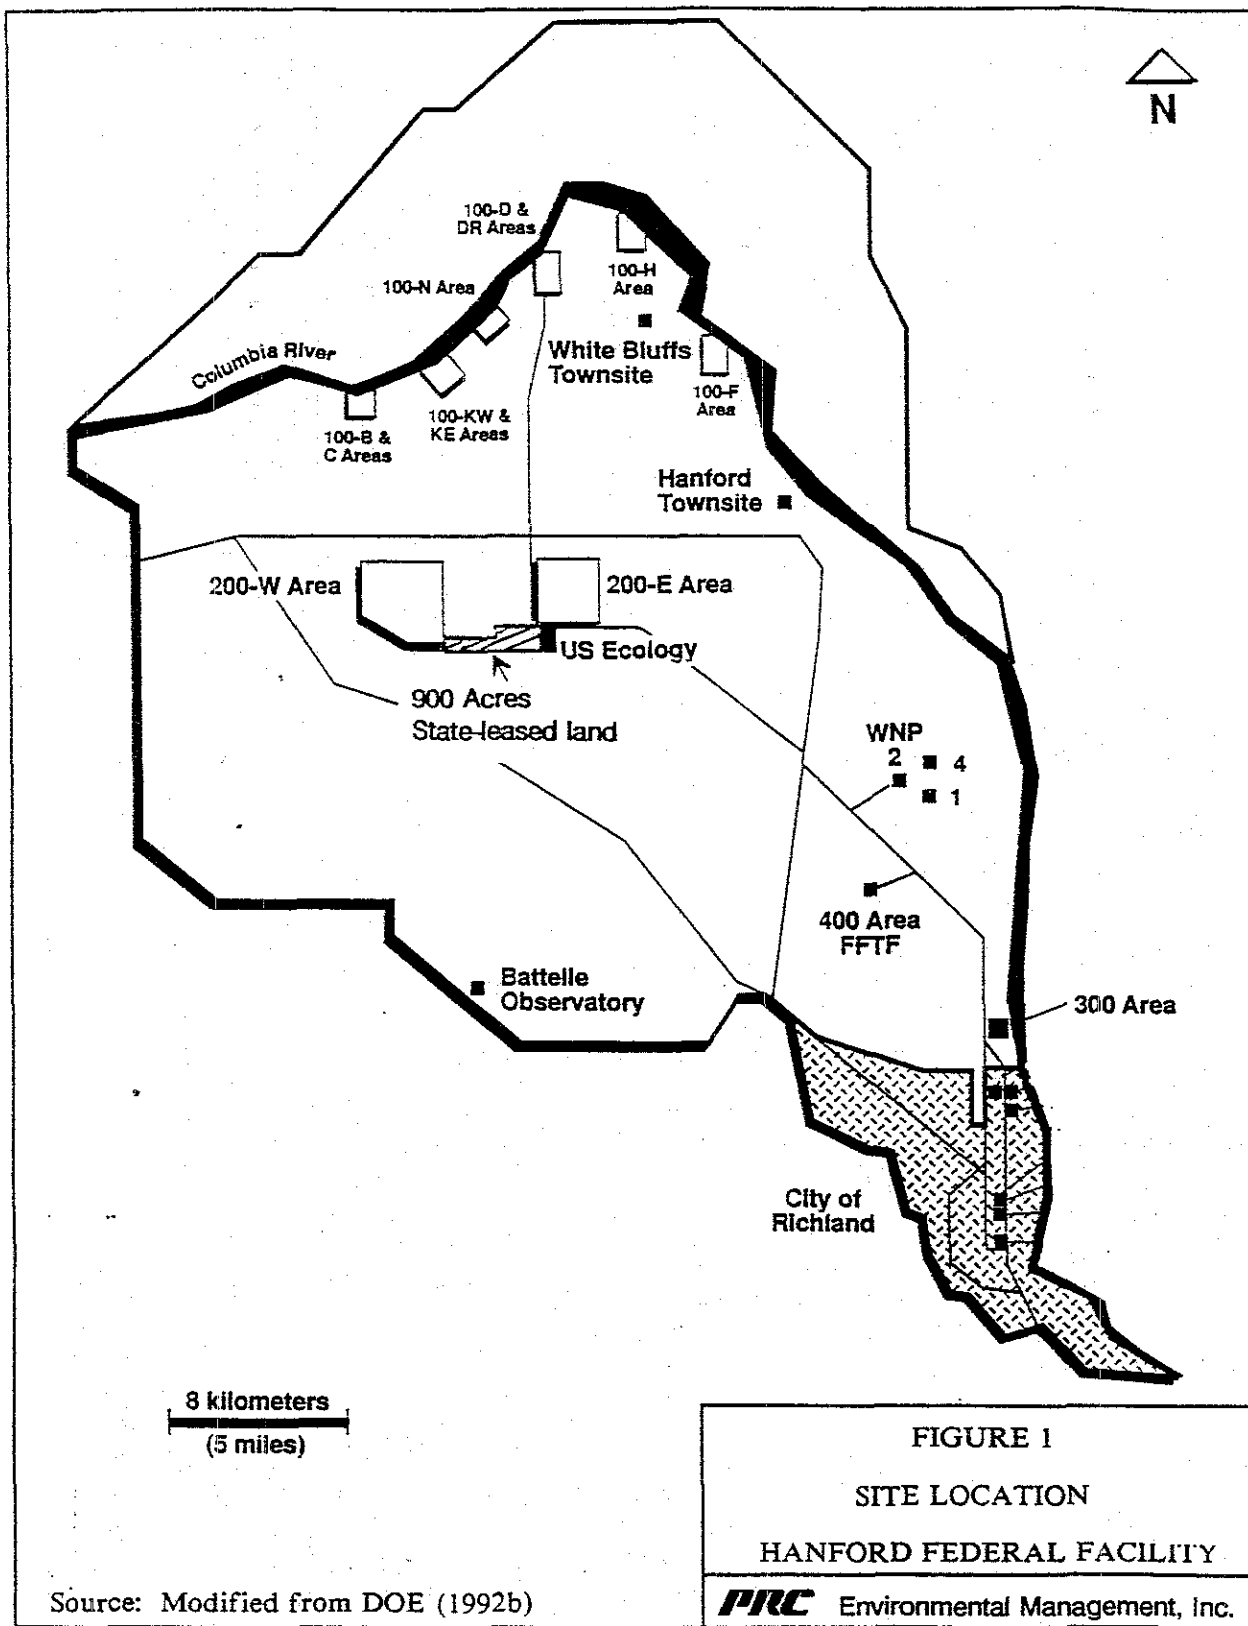 N
100-D &
DR Areas
100-H
Area
100-N Area
Columbia River
White Bluffs
Townsite
100-F
Area
100-KW &
KE Areas
100-B &
C Areas
Hanford
Townsite
200-W Area
200-E Area
US Ecology
900 Acres
State-leased land
WNP
2
4
1
400 Area
FFTF
Battelle
Observatory
300 Area
City of
Richland
8 kilometers
(5 miles)
FIGURE 1
SITE LOCATION
HANFORD FEDERAL FACILITY
Source: Modified from DOE (1992b)
PRC Environmental Management, Inc.